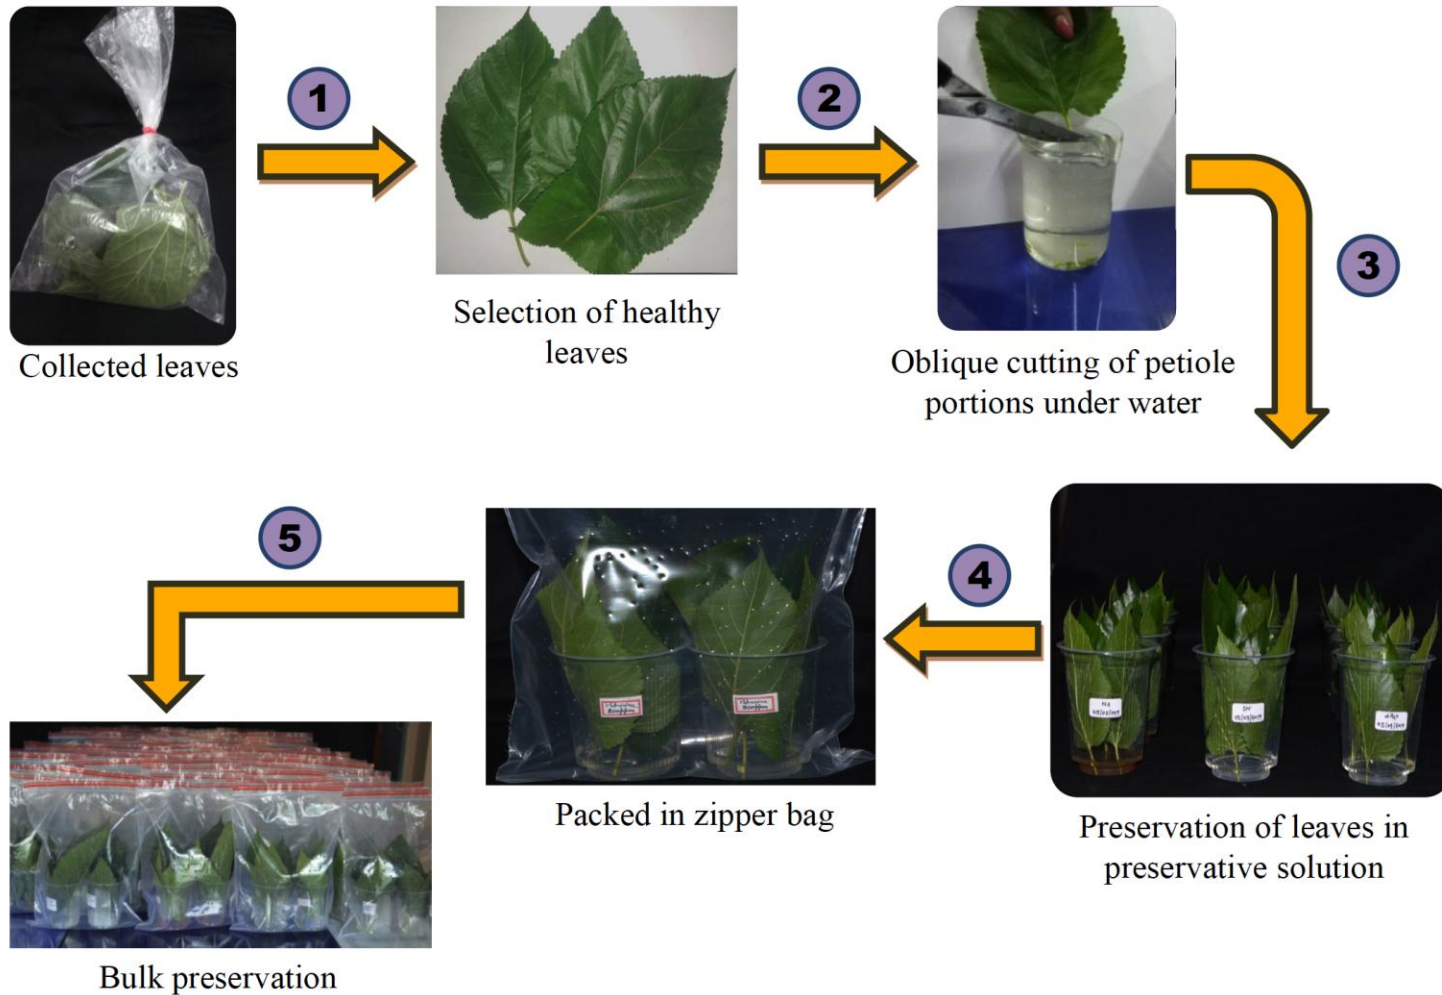 1
2
3
Collected leaves
Selection of healthy
leaves
Oblique cutting of petiole
portions under water
5
4
Packed in zipper bag
Preservation of leaves in
preservative solution
Bulk preservation